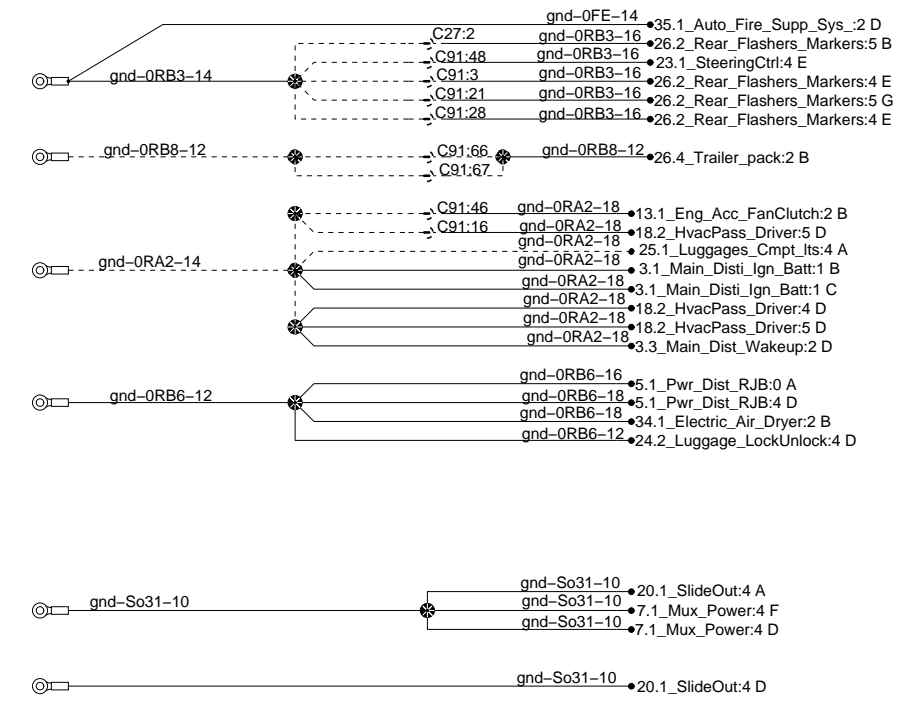 gnd–0FE–14 35.1_Auto_Fire_Supp_Sys_:2 D
C27:2 gnd–0RB3–16 26.2_Rear_Flashers_Markers:5 B
C91:48 gnd–0RB3–16 23.1_SteeringCtrl:4 E
gnd–0RB3–14 C91:3 gnd–0RB3–16 26.2_Rear_Flashers_Markers:4 E
C91:21 gnd–0RB3–16 26.2_Rear_Flashers_Markers:5 G
C91:28 gnd–0RB3–16 26.2_Rear_Flashers_Markers:4 E
gnd–0RB8–12 C91:66 gnd–0RB8–12 26.4_Trailer_pack:2 B
C91:67
C91:46 gnd–0RA2–18 13.1_Eng_Acc_FanClutch:2 B
C91:16 gnd–0RA2–18 18.2_HvacPass_Driver:5 D
gnd–0RA2–18 25.1_Luggages_Cmpt_lts:4 A
gnd–0RA2–14 gnd–0RA2–18 3.1_Main_Disti_Ign_Batt:1 B
gnd–0RA2–18 3.1_Main_Disti_Ign_Batt:1 C
gnd–0RA2–18 18.2_HvacPass_Driver:4 D
gnd–0RA2–18 18.2_HvacPass_Driver:5 D
gnd–0RA2–18 3.3_Main_Dist_Wakeup:2 D
gnd–0RB6–16 5.1_Pwr_Dist_RJB:0 A
gnd–0RB6–12 gnd–0RB6–18 5.1_Pwr_Dist_RJB:4 D
gnd–0RB6–18 34.1_Electric_Air_Dryer:2 B
gnd–0RB6–12 24.2_Luggage_LockUnlock:4 D
gnd–So31–10 20.1_SlideOut:4 A
gnd–So31–10 gnd–So31–10 7.1_Mux_Power:4 F
gnd–So31–10 7.1_Mux_Power:4 D
gnd–So31–10 20.1_SlideOut:4 D